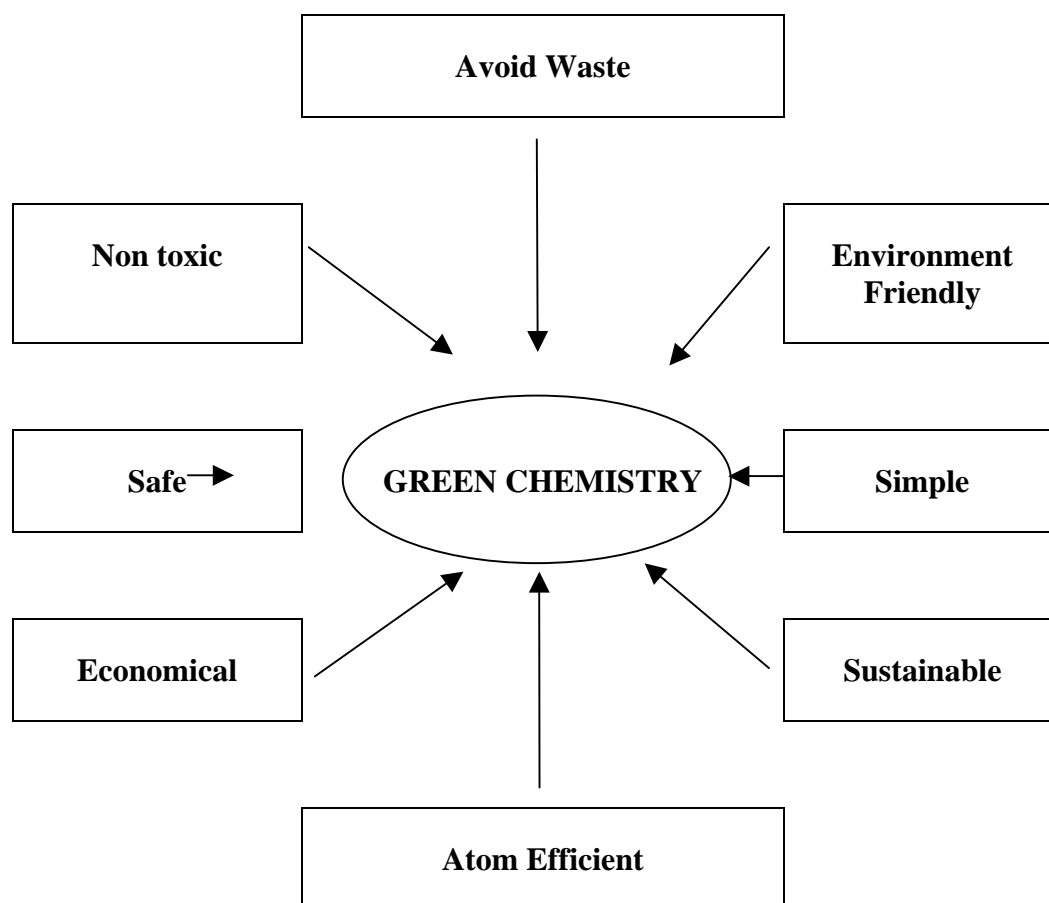 Avoid Waste
Non toxic
Environment
Friendly
Safe
GREEN CHEMISTRY
Simple
Economical
Sustainable
Atom Efficient